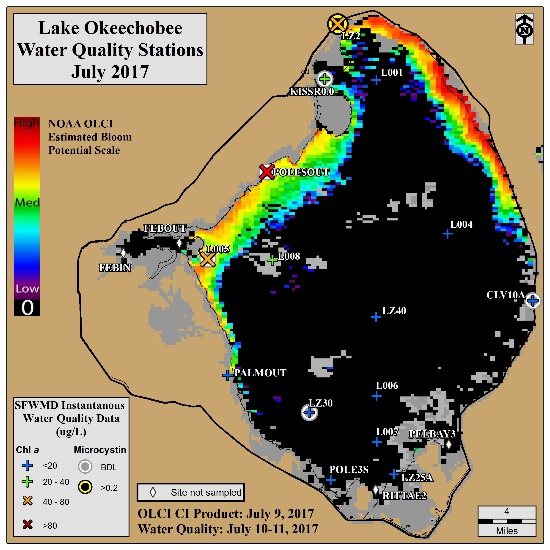 Lake Okeechobee
Water Quality Stations
July 2017
N
LZ2
L001
KISSR0.0
High
NOAA OLCI
Estimated Bloom
Potential Scale
Med
Low
0
POLESOUT
L004
FEBOUT
L005
FEBIN
L008
CLV10A
LZ40
PALMOUT
L006
LZ30
L007
PELBAY3
POLE3S
LZ25A
RITTAE2
SFWMD Instantanous
Water Quality Data
(ug/L)
Chl a Microcystin
<20 BDL
20 - 40 >0.2
40 - 80
>80
Site not sampled
OLCI CI Product: July 9, 2017
Water Quality: July 10-11, 2017
4
Miles